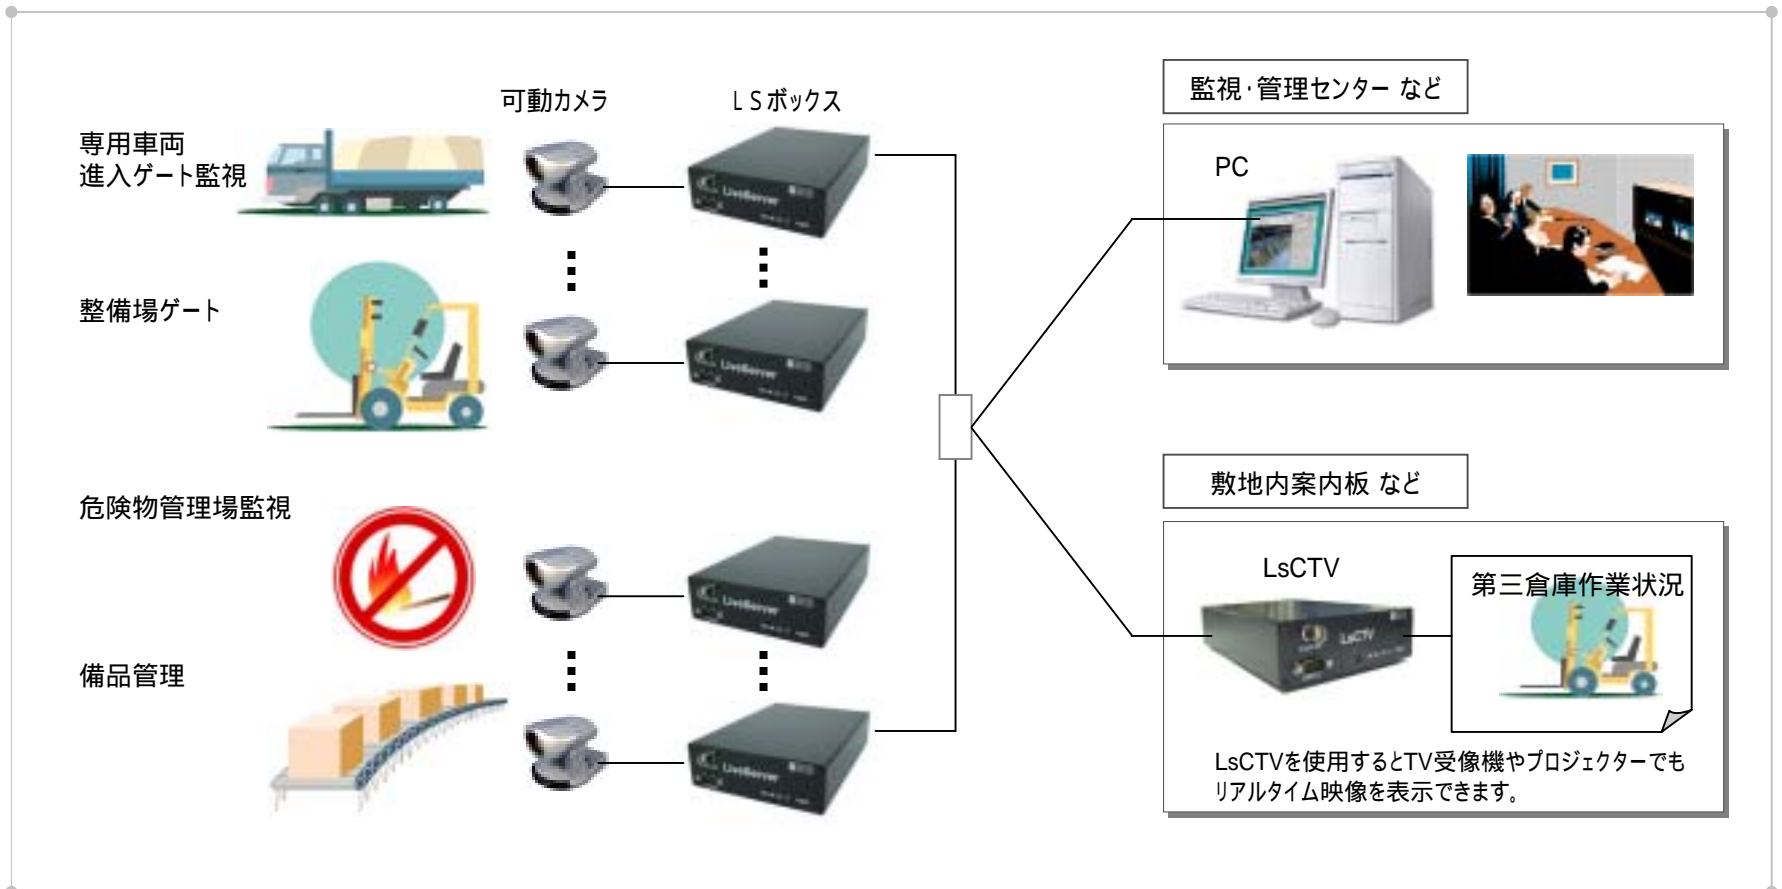 可動カメラ
LSボックス
専用車両
進入ゲート監視
LiveServer
整備場ゲート
LiveServer
危険物管理場監視
LiveServer
備品管理
LiveServer
監視・管理センター など
PC
敷地内案内板 など
LsCTV
LsCTV
第三倉庫作業状況
LsCTVを使用するとTV受像機やプロジェクターでも
リアルタイム映像を表示できます。